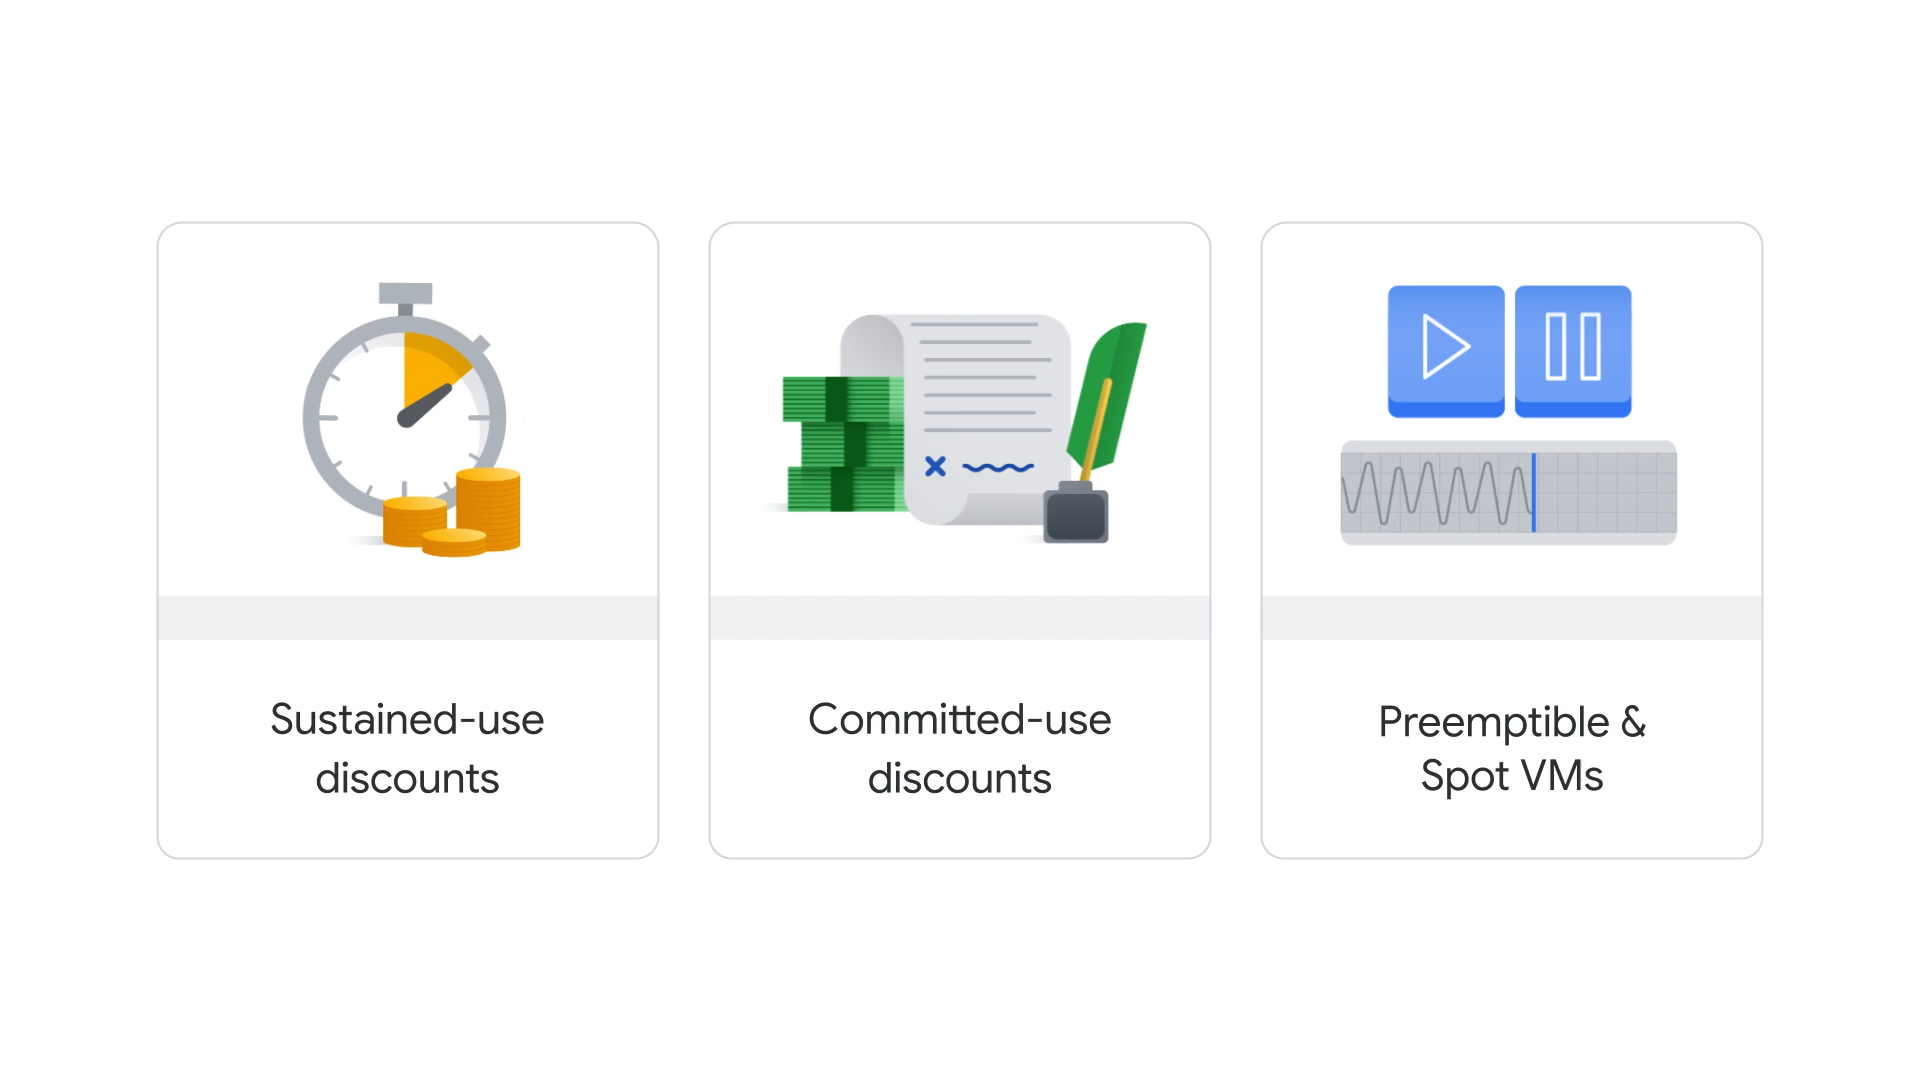 Sustained-use
discounts
Committed-use
discounts
Preemptible &
Spot VMs